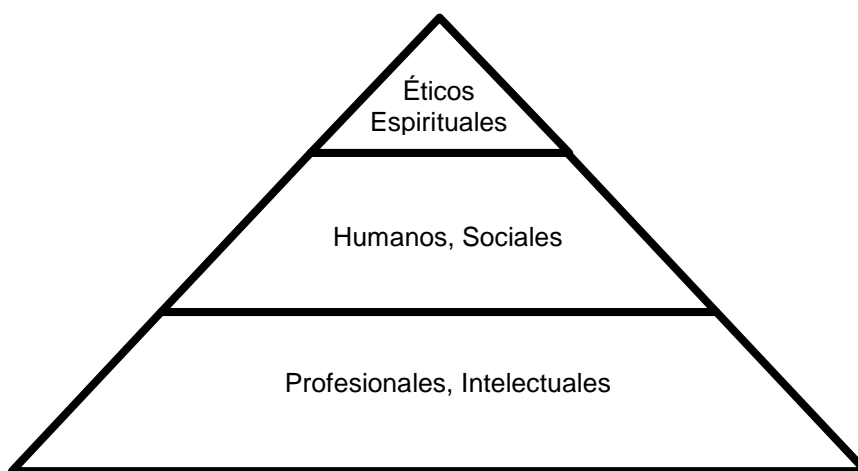 Éticos
Espirituales
Humanos, Sociales
Profesionales, Intelectuales